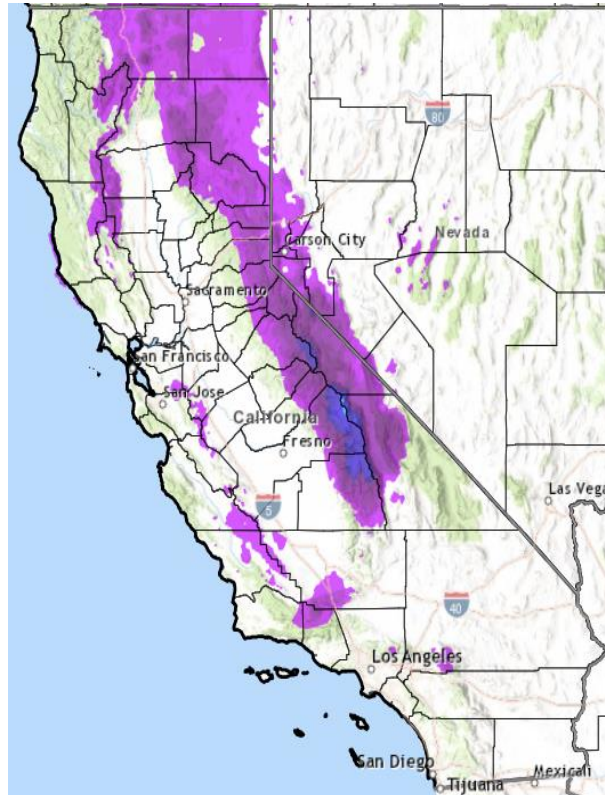 80
Carson City
Nevada
Sacramento
San Francisco
San Jose
California
Fresno
5
Las Vega
40
Los Angeles
San Diego
Tijuana
Mexicali